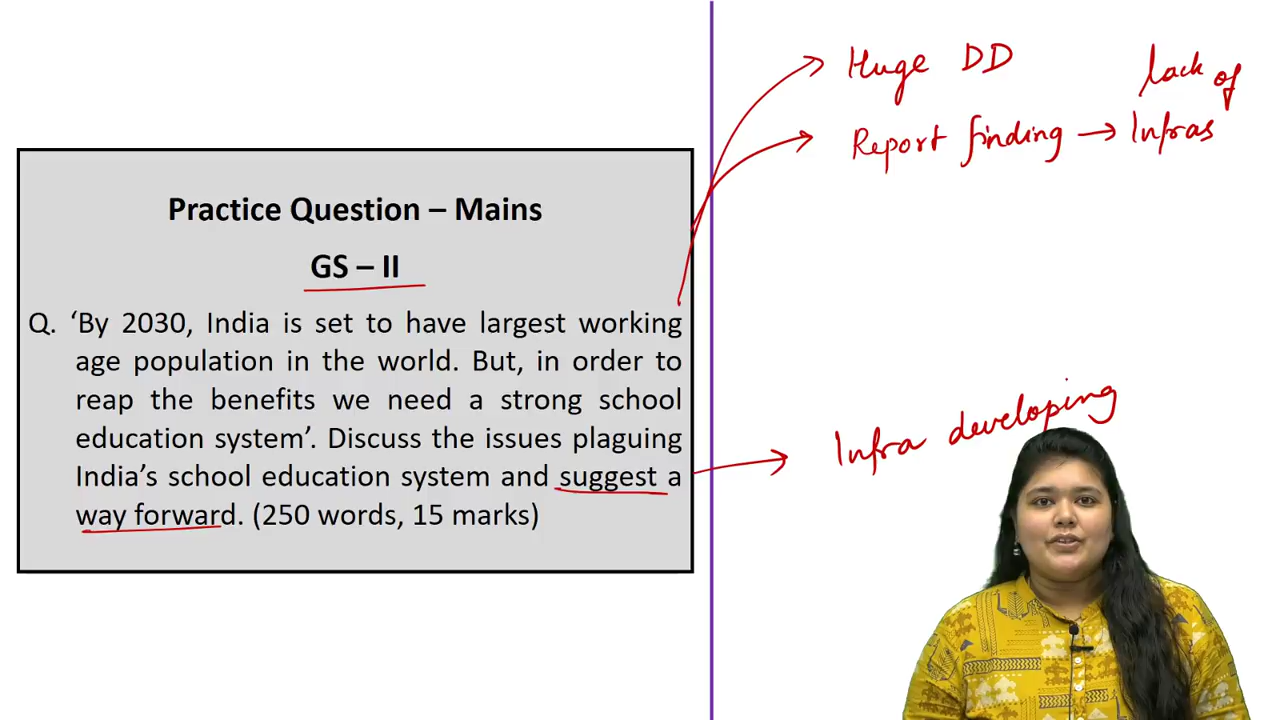 Practice Question – Mains
GS – II
Q. ‘By 2030, India is set to have largest working
age population in the world. But, in order to
reap the benefits we need a strong school
education system’. Discuss the issues plaguing
India’s school education system and suggest a
way forward. (250 words, 15 marks)
Huge DD
lack of
Report finding → Infras
Infra developing